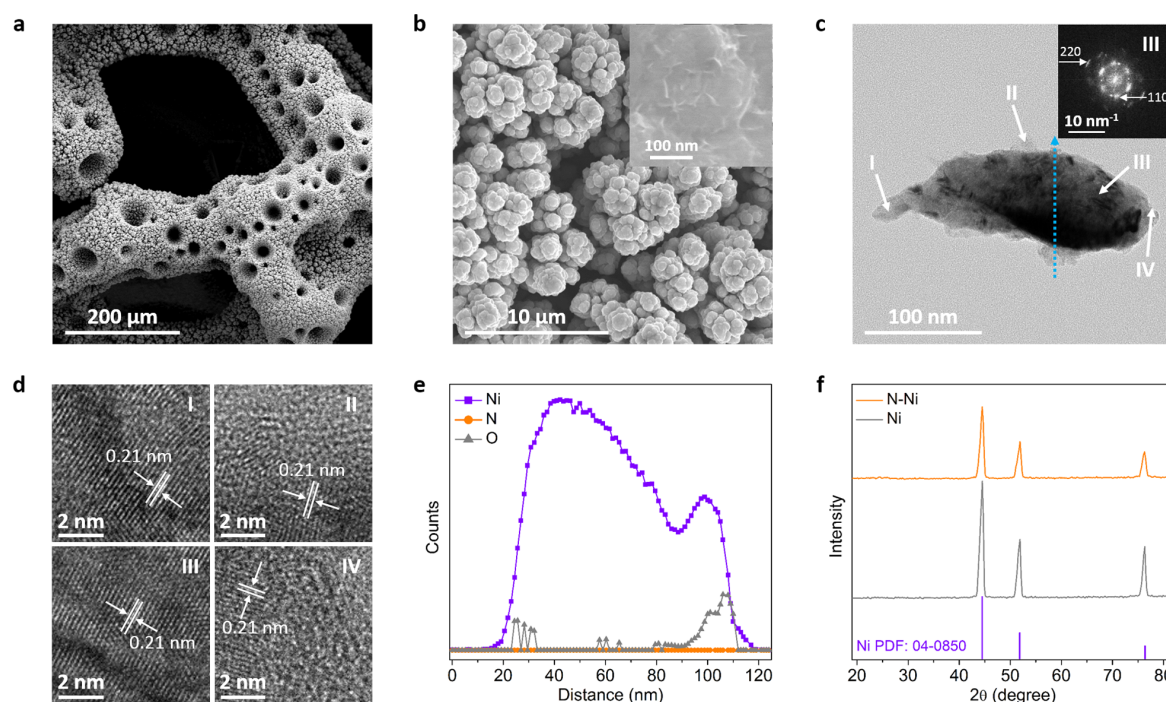 a
200 μm
b
100 nm
10 μm
c
III
220
110
10 nm⁻¹
II
I
III
IV
100 nm
d
I
0.21 nm
2 nm
II
0.21 nm
2 nm
III
0.21 nm
2 nm
IV
0.21 nm
2 nm
e
Ni
N
O
Counts
0 20 40 60 80 100 120
Distance (nm)
f
N-Ni
Ni
Intensity
Ni PDF: 04-0850
20 30 40 50 60 70 80
2θ (degree)